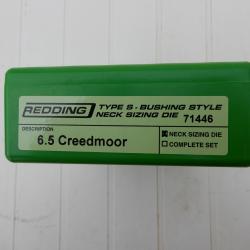 REDDING
TYPE S - BUSHING STYLE
NECK SIZING DIE 71446
DESCRIPTION
6.5 Creedmoor
NECK SIZING DIE
COMPLETE SET